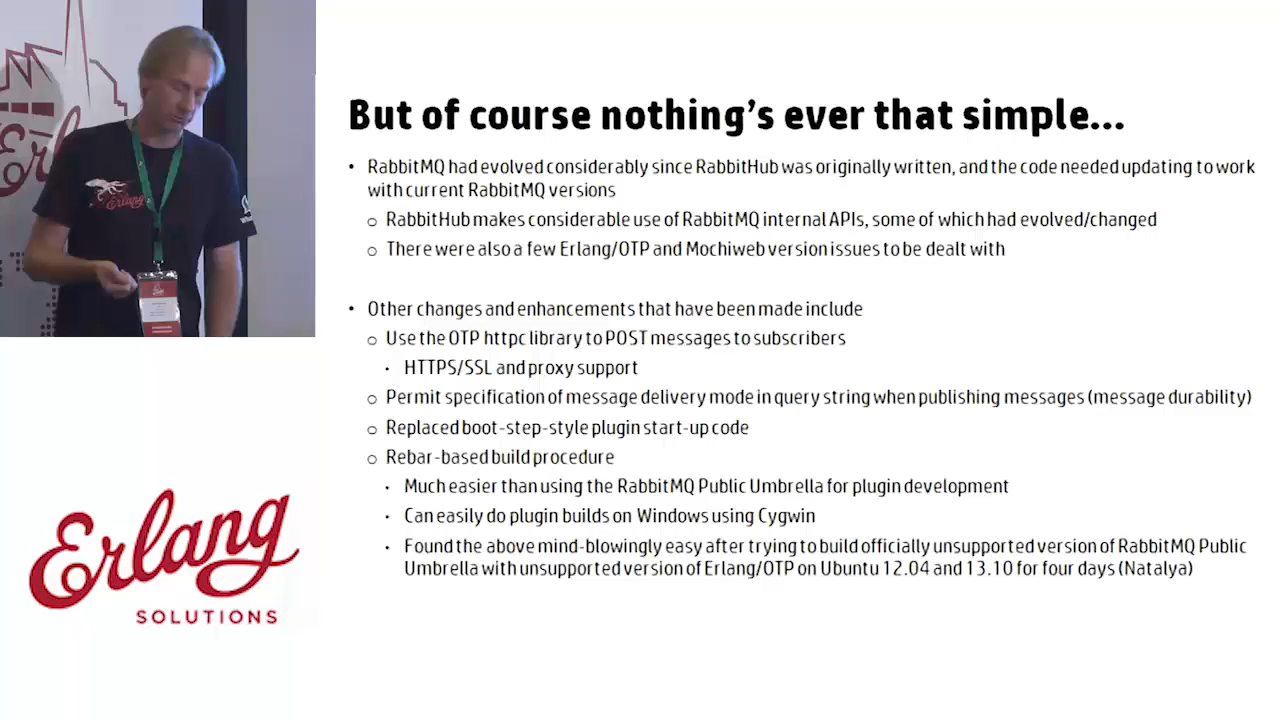 But of course nothing's ever that simple...
• RabbitMQ had evolved considerably since RabbitHub was originally written, and the code needed updating to work
with current RabbitMQ versions
o RabbitHub makes considerable use of RabbitMQ internal APIs, some of which had evolved/changed
o There were also a few Erlang/OTP and Mochiweb version issues to be dealt with
• Other changes and enhancements that have been made include
o Use the OTP httpc library to POST messages to subscribers
• HTTPS/SSL and proxy support
o Permit specification of message delivery mode in query string when publishing messages (message durability)
o Replaced boot-step-style plugin start-up code
o Rebar-based build procedure
• Much easier than using the RabbitMQ Public Umbrella for plugin development
• Can easily do plugin builds on Windows using Cygwin
• Found the above mind-blowingly easy after trying to build officially unsupported version of RabbitMQ Public
Umbrella with unsupported version of Erlang/OTP on Ubuntu 12.04 and 13.10 for four days (Natalya)
Erlang
Erlang
SOLUTIONS